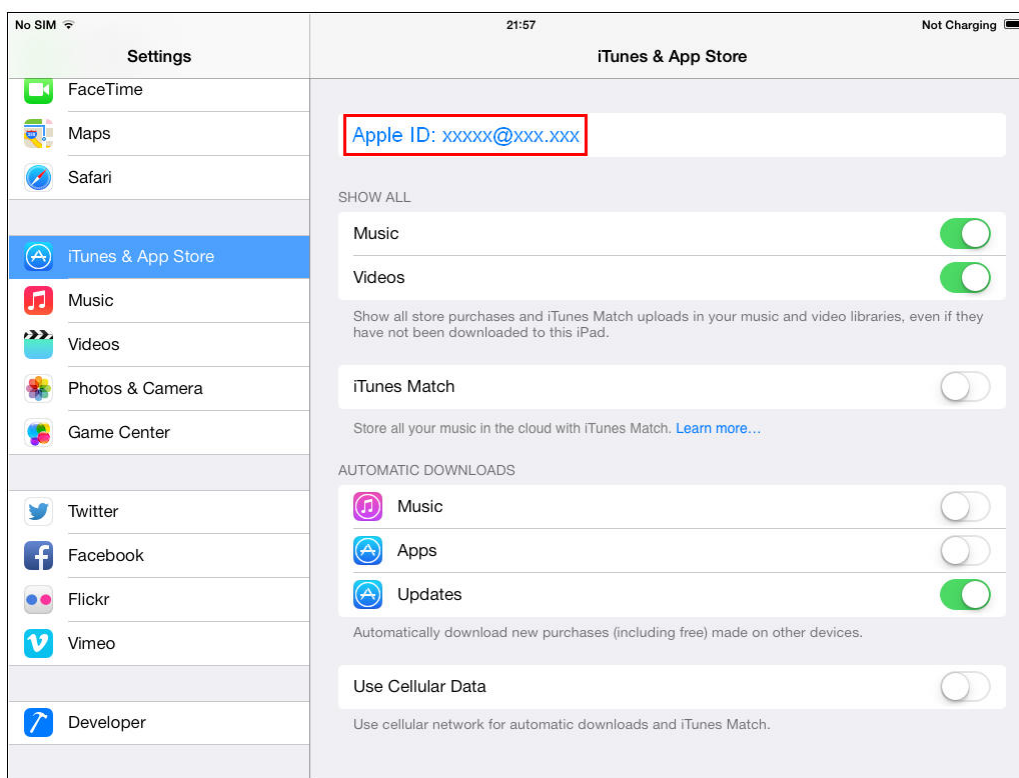 No SIM 21:57 Not Charging
Settings
iTunes & App Store
FaceTime
Maps
Safari
iTunes & App Store
Music
Videos
Photos & Camera
Game Center
Twitter
Facebook
Flickr
Vimeo
Developer
Apple ID: xxxxx@xxx.xxx
SHOW ALL
Music
Videos
Show all store purchases and iTunes Match uploads in your music and video libraries, even if they
have not been downloaded to this iPad.
iTunes Match
Store all your music in the cloud with iTunes Match. Learn more...
AUTOMATIC DOWNLOADS
Music
Apps
Updates
Automatically download new purchases (including free) made on other devices.
Use Cellular Data
Use cellular network for automatic downloads and iTunes Match.